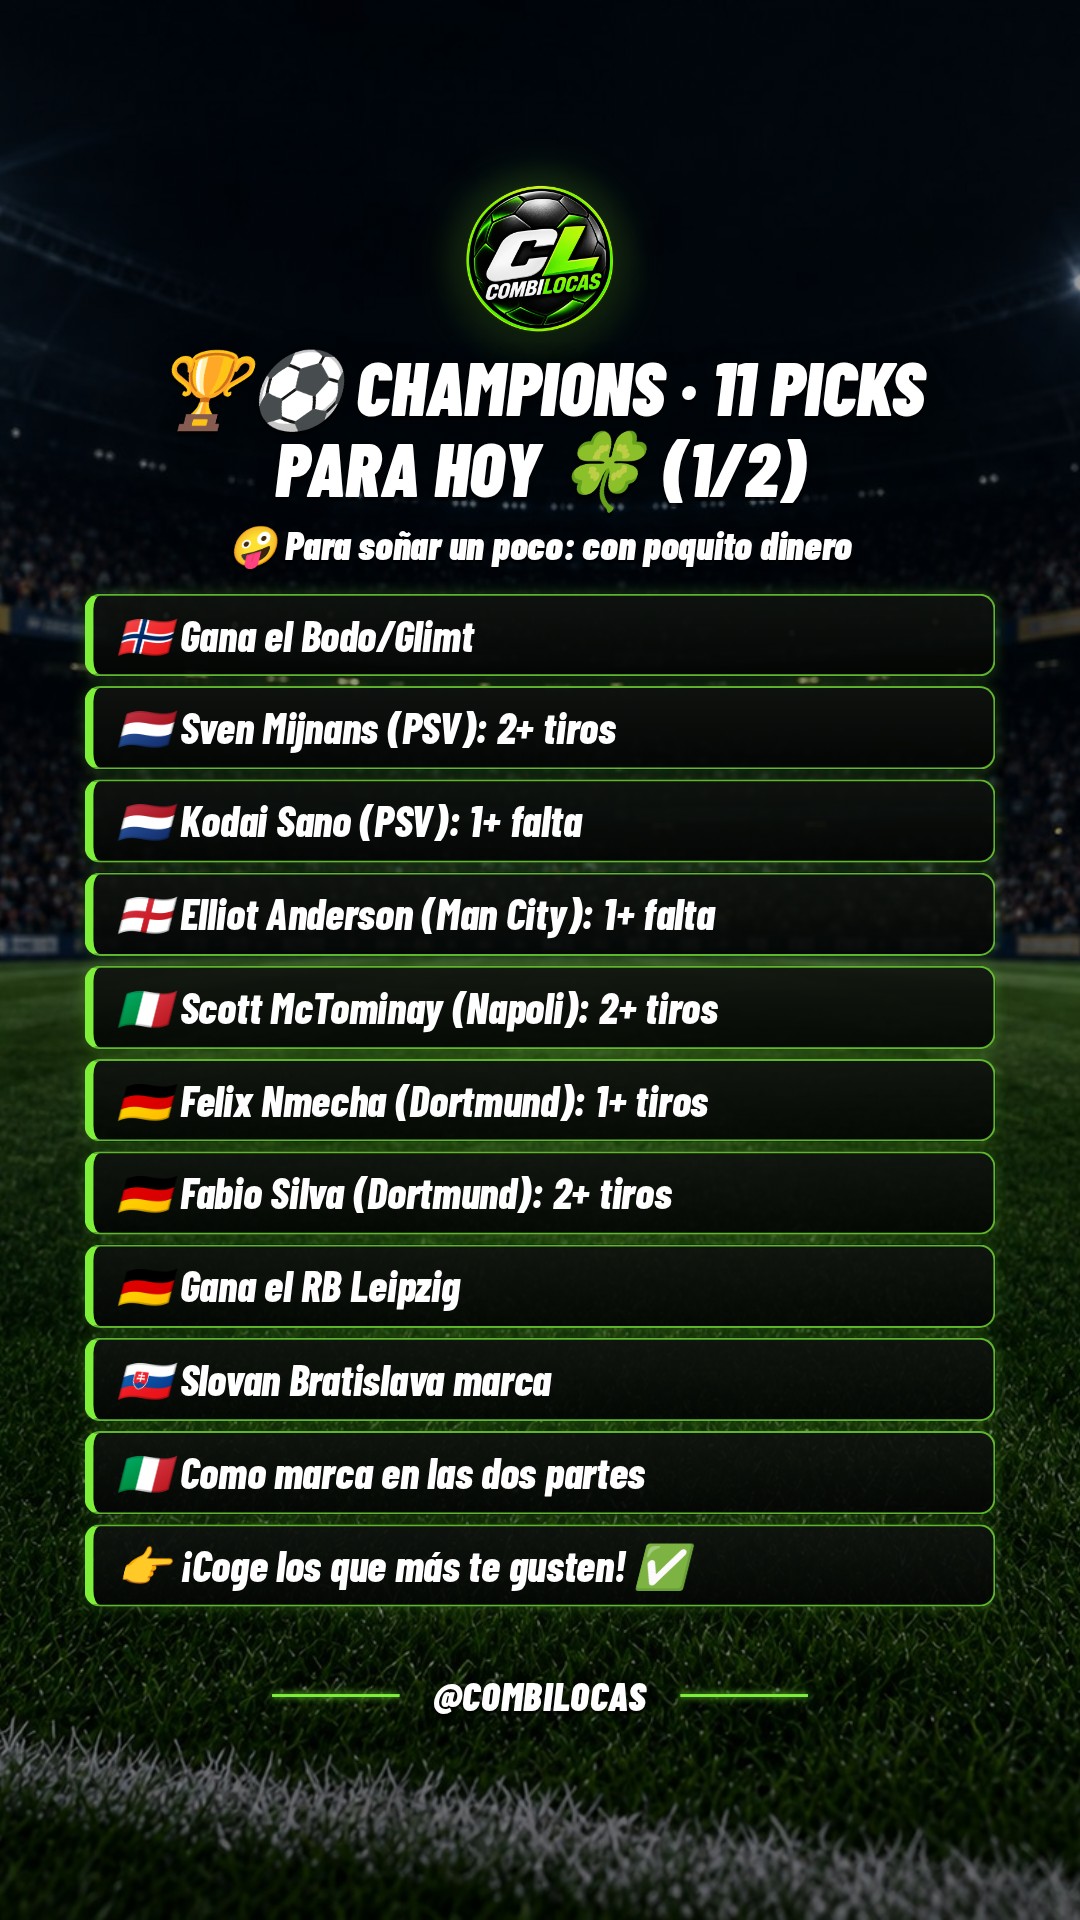 CL
COMBILOCAS
🏆⚽ CHAMPIONS · 11 PICKS
PARA HOY 🍀 (1/2)
🤪 Para soñar un poco: con poquito dinero
🇳🇴 Gana el Bodo/Glimt
🇳🇱 Sven Mijnans (PSV): 2+ tiros
🇳🇱 Kodai Sano (PSV): 1+ falta
🏴󠁧󠁢󠁥󠁮󠁧󠁿 Elliot Anderson (Man City): 1+ falta
🇮🇹 Scott McTominay (Napoli): 2+ tiros
🇩🇪 Felix Nmecha (Dortmund): 1+ tiros
🇩🇪 Fabio Silva (Dortmund): 2+ tiros
🇩🇪 Gana el RB Leipzig
🇸🇰 Slovan Bratislava marca
🇮🇹 Como marca en las dos partes
👉 ¡Coge los que más te gusten! ✅
@COMBILOCAS